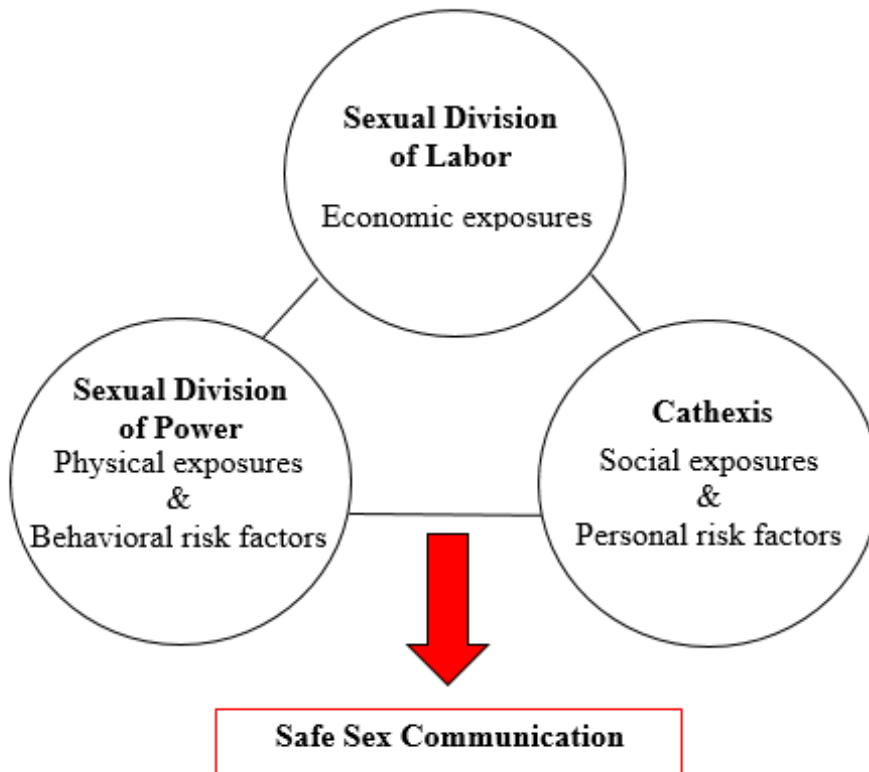 Sexual Division
of Labor
Economic exposures
Sexual Division
of Power
Physical exposures
&
Behavioral risk factors
Cathexis
Social exposures
&
Personal risk factors
Safe Sex Communication